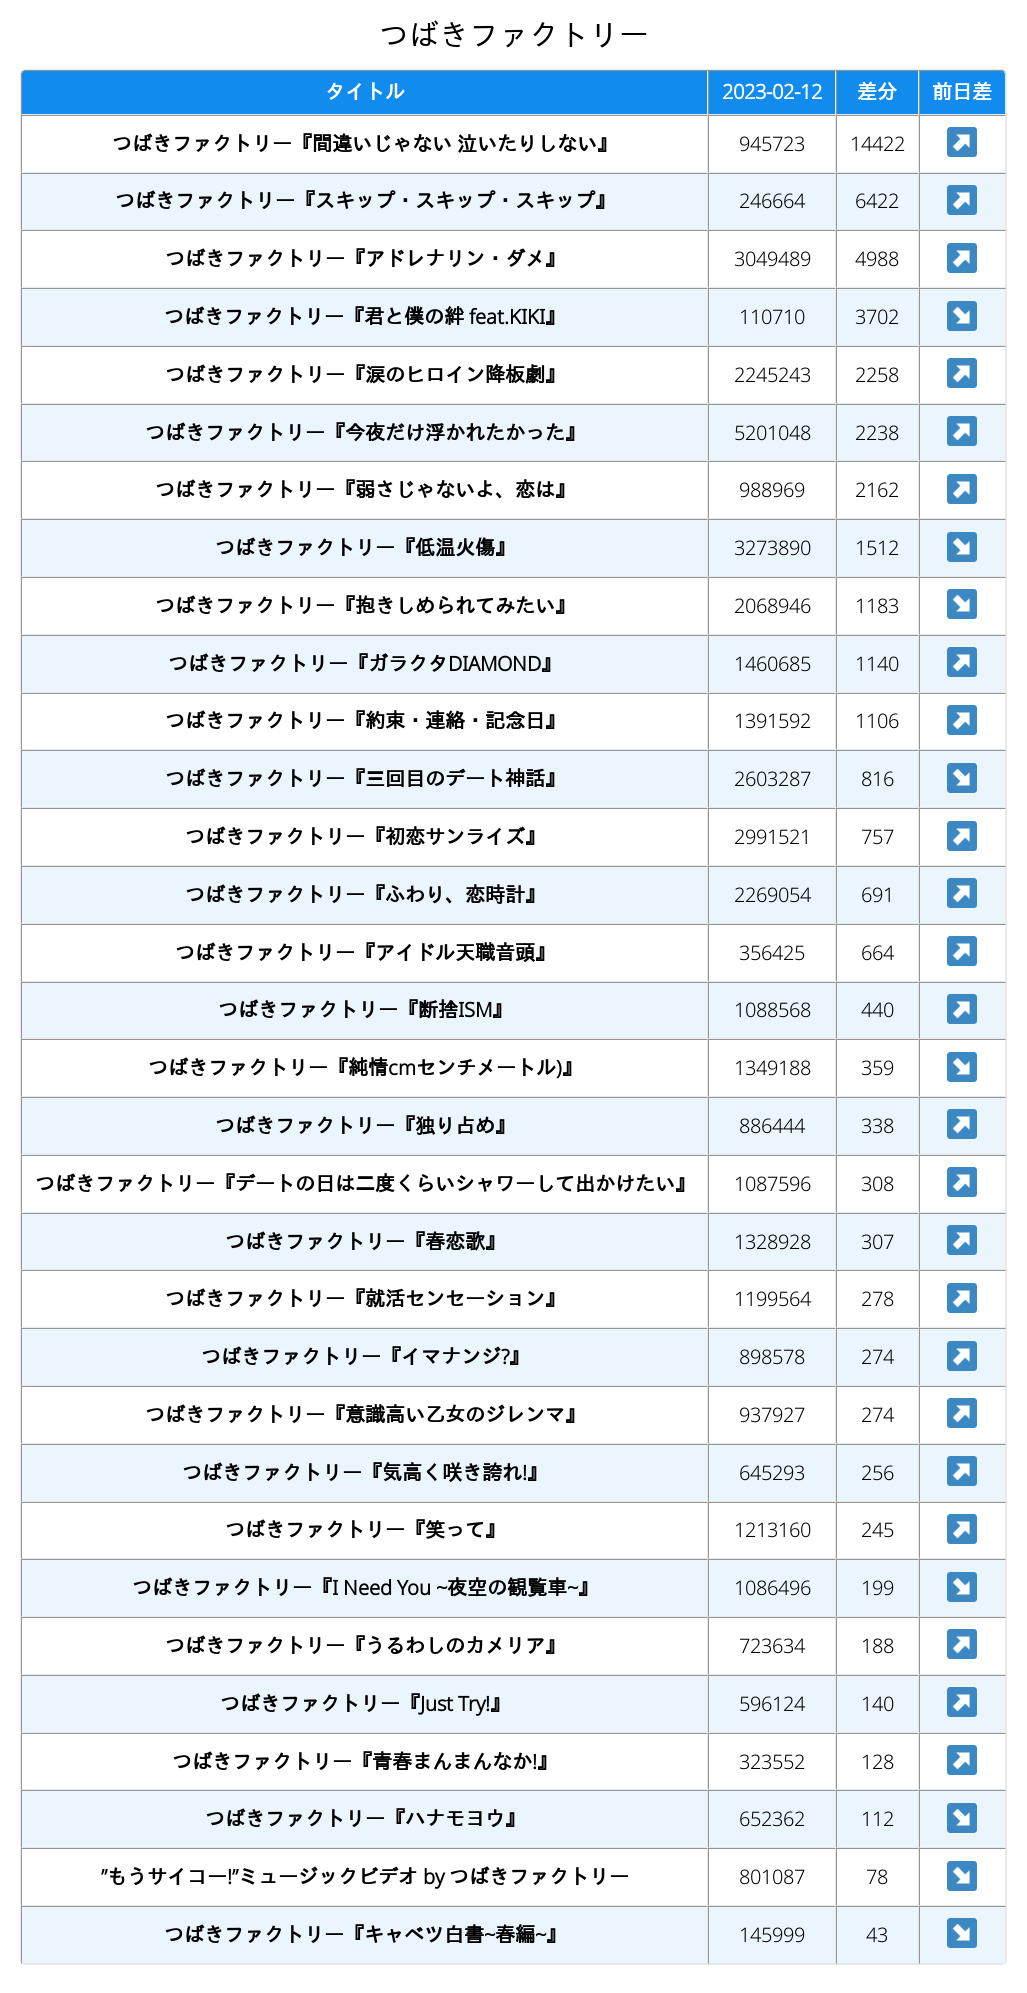 つばきファクトリー
タイトル 2023-02-12 差分 前日差
つばきファクトリー『間違いじゃない 泣いたりしない』 945723 14422 ↗
つばきファクトリー『スキップ・スキップ・スキップ』 246664 6422 ↗
つばきファクトリー『アドレナリン・ダメ』 3049489 4988 ↗
つばきファクトリー『君と僕の絆 feat.KIKI』 110710 3702 ↘
つばきファクトリー『涙のヒロイン降板劇』 2245243 2258 ↗
つばきファクトリー『今夜だけ浮かれたかった』 5201048 2238 ↗
つばきファクトリー『弱さじゃないよ、恋は』 988969 2162 ↗
つばきファクトリー『低温火傷』 3273890 1512 ↘
つばきファクトリー『抱きしめられてみたい』 2068946 1183 ↘
つばきファクトリー『ガラクタDIAMOND』 1460685 1140 ↗
つばきファクトリー『約束・連絡・記念日』 1391592 1106 ↗
つばきファクトリー『三回目のデート神話』 2603287 816 ↘
つばきファクトリー『初恋サンライズ』 2991521 757 ↗
つばきファクトリー『ふわり、恋時計』 2269054 691 ↗
つばきファクトリー『アイドル天職音頭』 356425 664 ↗
つばきファクトリー『断捨ISM』 1088568 440 ↗
つばきファクトリー『純情cmセンチメートル)』 1349188 359 ↘
つばきファクトリー『独り占め』 886444 338 ↗
つばきファクトリー『デートの日は二度くらいシャワーして出かけたい』 1087596 308 ↗
つばきファクトリー『春恋歌』 1328928 307 ↗
つばきファクトリー『就活センセーション』 1199564 278 ↗
つばきファクトリー『イマナンジ?』 898578 274 ↗
つばきファクトリー『意識高い乙女のジレンマ』 937927 274 ↗
つばきファクトリー『気高く咲き誇れ!』 645293 256 ↗
つばきファクトリー『笑って』 1213160 245 ↗
つばきファクトリー『I Need You ~夜空の観覧車~』 1086496 199 ↘
つばきファクトリー『うるわしのカメリア』 723634 188 ↗
つばきファクトリー『Just Try!』 596124 140 ↗
つばきファクトリー『青春まんまんなか!』 323552 128 ↗
つばきファクトリー『ハナモヨウ』 652362 112 ↘
”もうサイコー!”ミュージックビデオ by つばきファクトリー 801087 78 ↘
つばきファクトリー『キャベツ白書~春編~』 145999 43 ↘